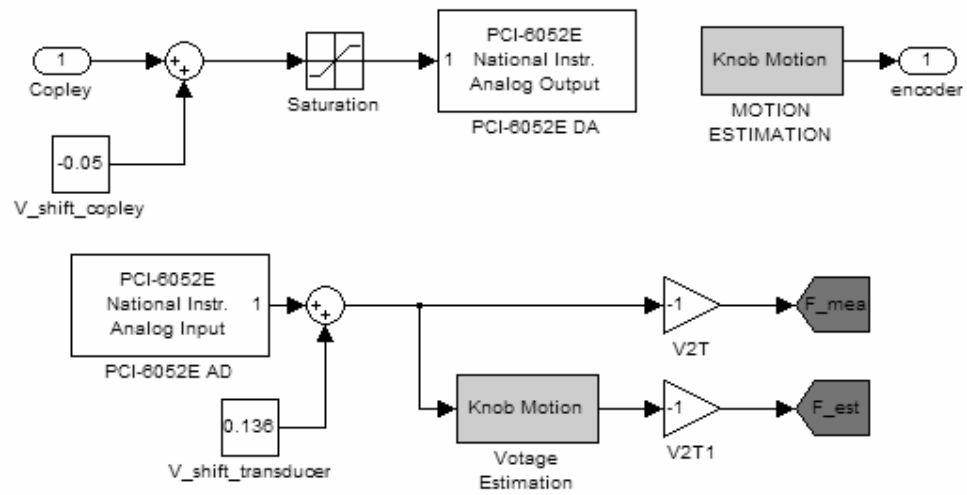 1
Copley
-0.05
V_shift_copley
Saturation
PCI-6052E
National Instr.
1
Analog Output
PCI-6052E DA
Knob Motion
MOTION
ESTIMATION
1
encoder
PCI-6052E
National Instr.
1
Analog Input
PCI-6052E AD
0.136
V_shift_transducer
Knob Motion
Votage
Estimation
-1
V2T
F_mea
-1
V2T1
F_est